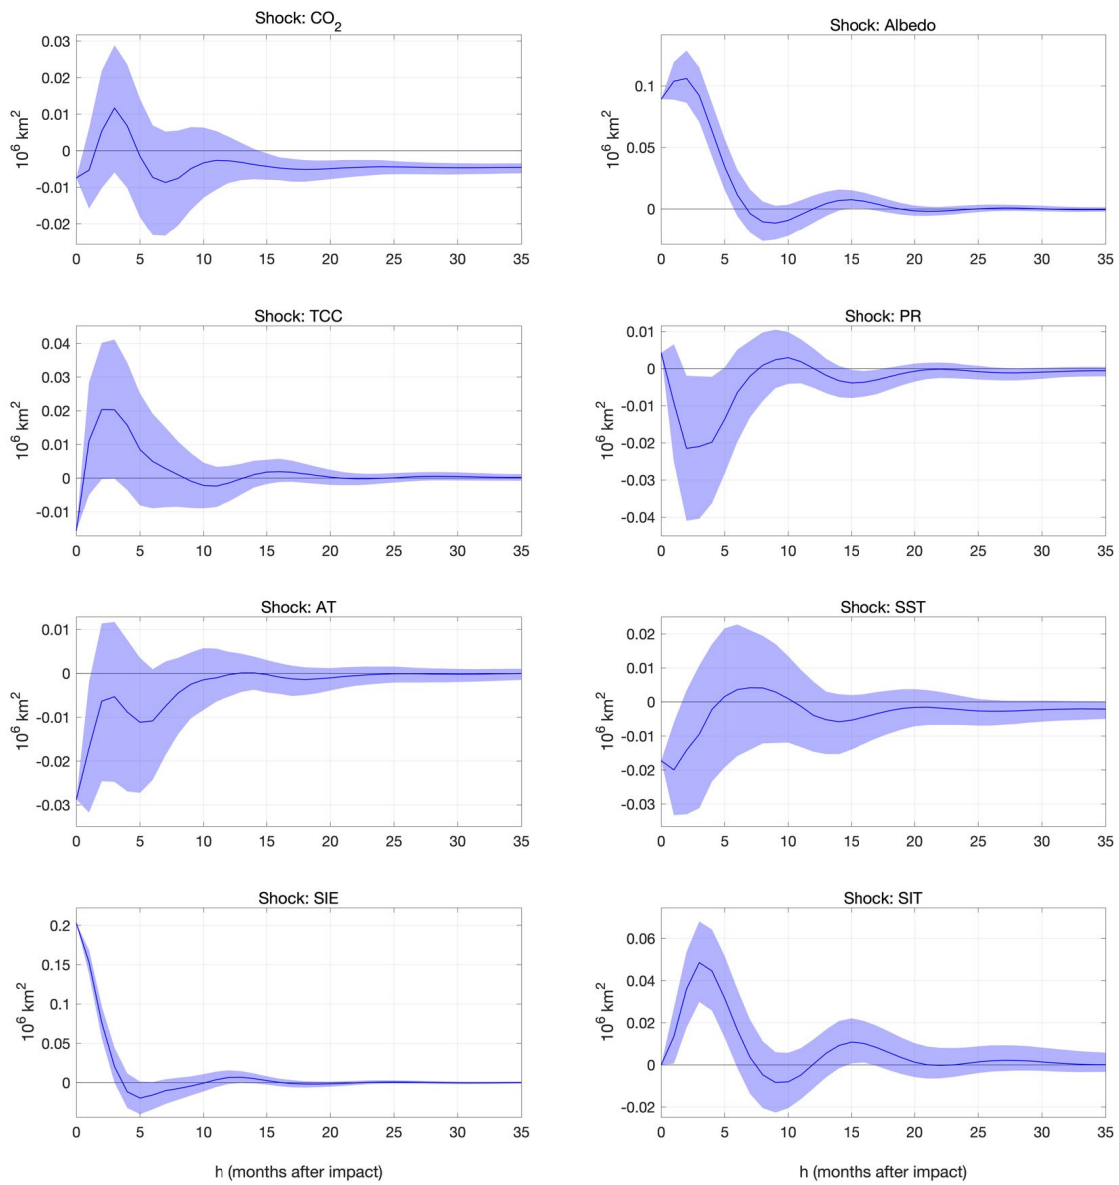 Shock: CO2
0.03
0.02
0.01
0
-0.01
-0.02
10^6 km^2
0 5 10 15 20 25 30 35
Shock: Albedo
0.1
0.05
0
10^6 km^2
0 5 10 15 20 25 30 35
Shock: TCC
0.04
0.03
0.02
0.01
0
-0.01
10^6 km^2
0 5 10 15 20 25 30 35
Shock: PR
0.01
0
-0.01
-0.02
-0.03
-0.04
10^6 km^2
0 5 10 15 20 25 30 35
Shock: AT
0.01
0
-0.01
-0.02
-0.03
10^6 km^2
0 5 10 15 20 25 30 35
Shock: SST
0.02
0.01
0
-0.01
-0.02
-0.03
10^6 km^2
0 5 10 15 20 25 30 35
Shock: SIE
0.2
0.15
0.1
0.05
0
10^6 km^2
0 5 10 15 20 25 30 35
h (months after impact)
Shock: SIT
0.06
0.04
0.02
0
-0.02
10^6 km^2
0 5 10 15 20 25 30 35
h (months after impact)